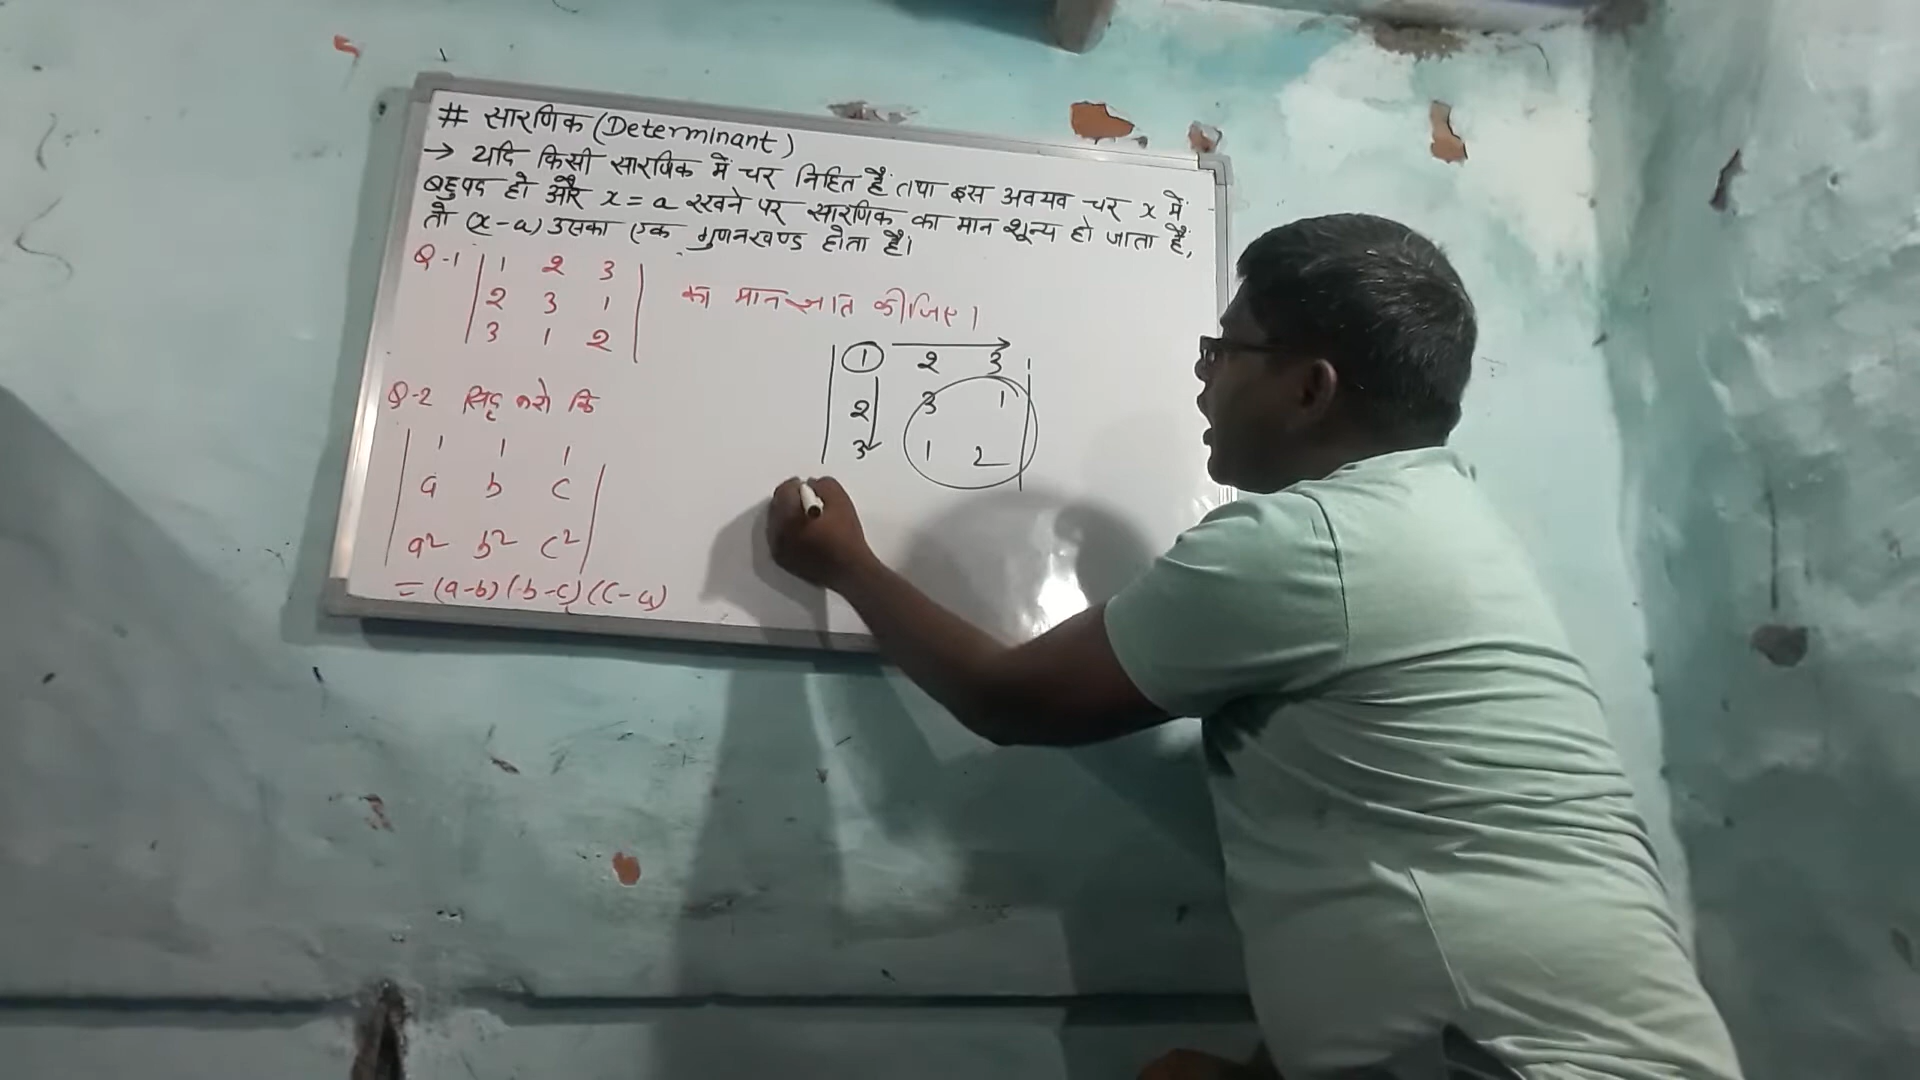 # सारणिक (Determinant)
→ यदि किसी सारणिक में चर निहित हैं तथा इस अवयव चर x में
बहुपद हो और x = a रखने पर सारणिक का मान शून्य हो जाता है,
तो (x-a) उसका एक गुणनखण्ड होता है।
Q-1 | 1 2 3 |
| 2 3 1 | का मान ज्ञात कीजिए।
| 3 1 2 |
| 1 2 3 |
| 2 3 1 |
| 3 1 2 |
Q-2 सिद्ध करो कि
| 1 1 1 |
| a b c |
| a² b² c² |
= (a-b) (b-c) (c-a)